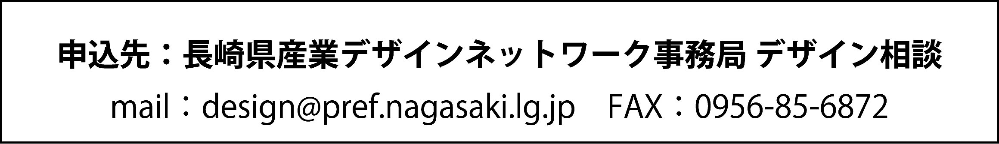 申込先：長崎県産業デザインネットワーク事務局 デザイン相談
mail：design@pref.nagasaki.lg.jp　FAX：0956-85-6872